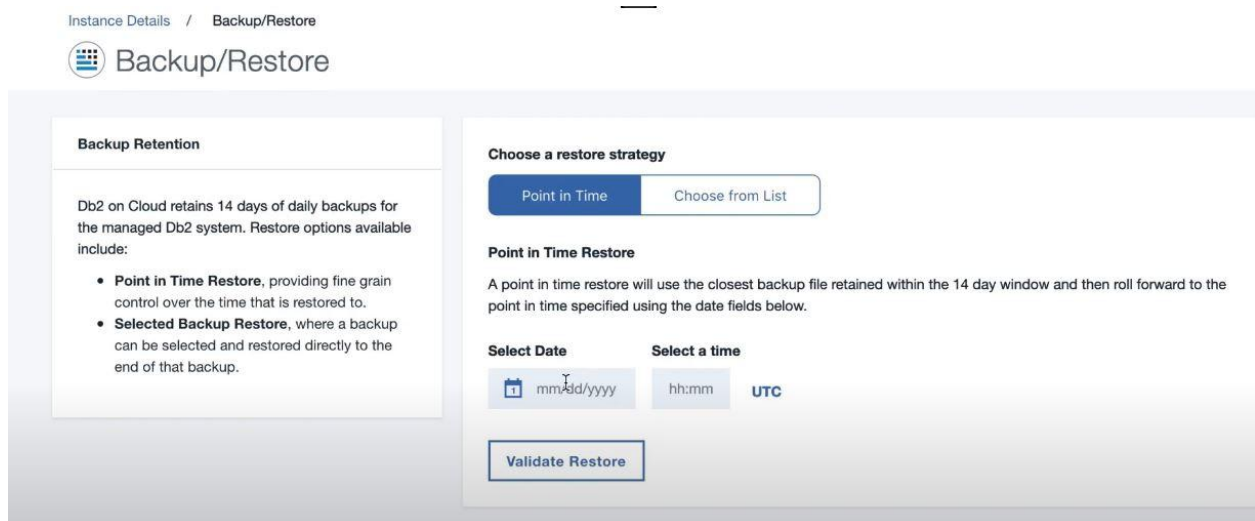 Instance Details / Backup/Restore
Backup/Restore
Backup Retention
Db2 on Cloud retains 14 days of daily backups for
the managed Db2 system. Restore options available
include:
• Point in Time Restore, providing fine grain
control over the time that is restored to.
• Selected Backup Restore, where a backup
can be selected and restored directly to the
end of that backup.
Choose a restore strategy
Point in Time Choose from List
Point in Time Restore
A point in time restore will use the closest backup file retained within the 14 day window and then roll forward to the
point in time specified using the date fields below.
Select Date Select a time
1 mm/dd/yyyy hh:mm UTC
Validate Restore